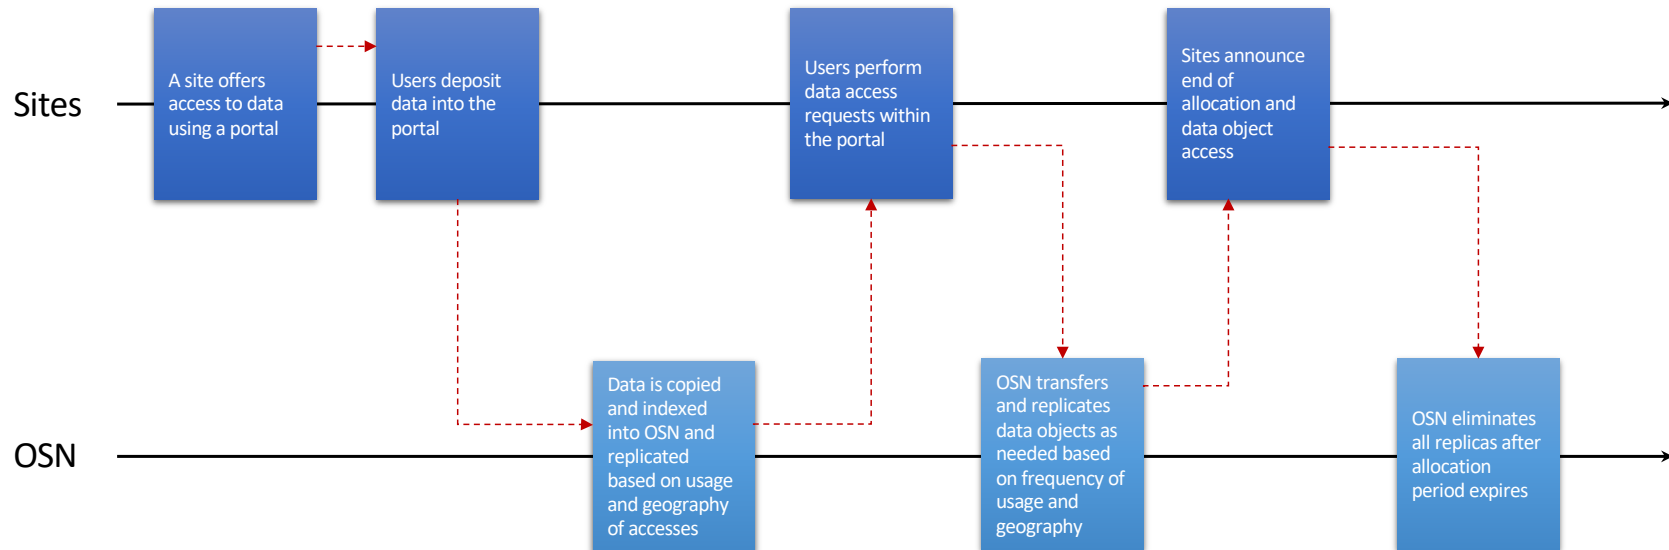 Sites
A site offers
access to data
using a portal
Users deposit
data into the
portal
Users perform
data access
requests within
the portal
Sites announce
end of
allocation and
data object
access
OSN
Data is copied
and indexed
into OSN and
replicated
based on usage
and geography
of accesses
OSN transfers
and replicates
data objects as
needed based
on frequency of
usage and
geography
OSN eliminates
all replicas after
allocation
period expires